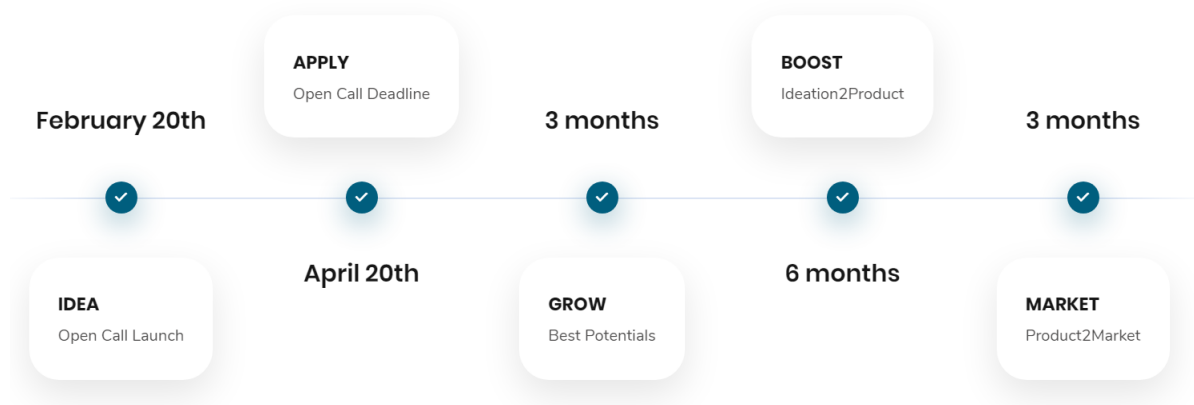 February 20th
IDEA
Open Call Launch
APPLY
Open Call Deadline
April 20th
3 months
GROW
Best Potentials
BOOST
Ideation2Product
6 months
3 months
MARKET
Product2Market